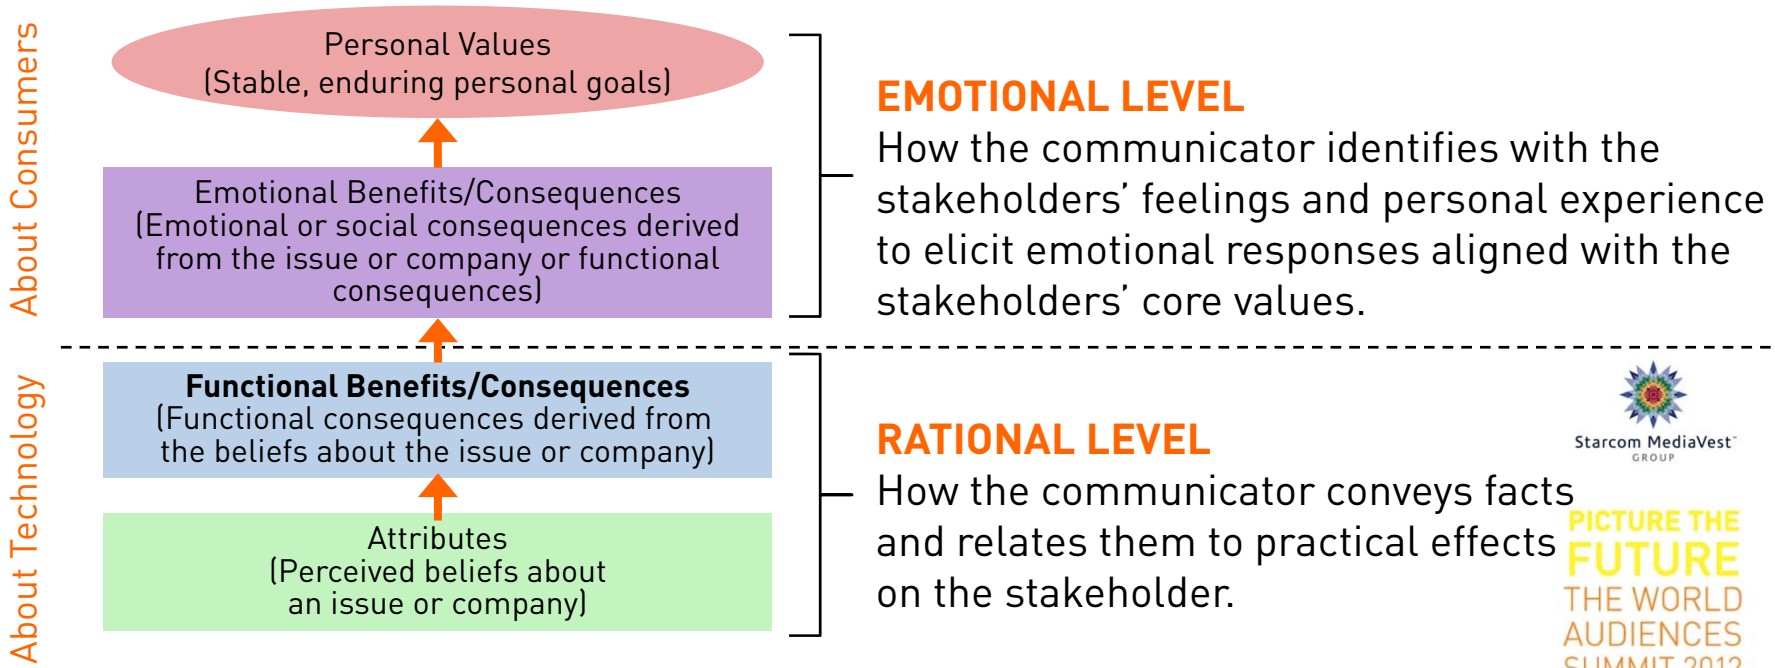 About Consumers
Personal Values
(Stable, enduring personal goals)
Emotional Benefits/Consequences
(Emotional or social consequences derived
from the issue or company or functional
consequences)
EMOTIONAL LEVEL
How the communicator identifies with the
stakeholders’ feelings and personal experience
to elicit emotional responses aligned with the
stakeholders’ core values.
About Technology
Functional Benefits/Consequences
(Functional consequences derived from
the beliefs about the issue or company)
Attributes
(Perceived beliefs about
an issue or company)
RATIONAL LEVEL
How the communicator conveys facts
and relates them to practical effects
on the stakeholder.
Starcom MediaVest
GROUP
PICTURE THE
FUTURE
THE WORLD
AUDIENCES
SUMMIT 2012